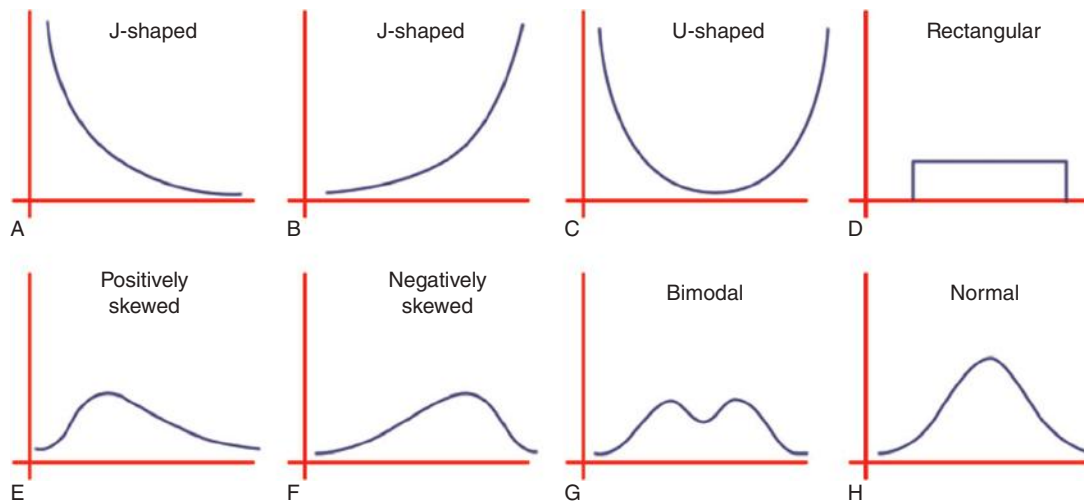 J-shaped
J-shaped
U-shaped
Rectangular
A
B
C
D
Positively
skewed
Negatively
skewed
Bimodal
Normal
E
F
G
H